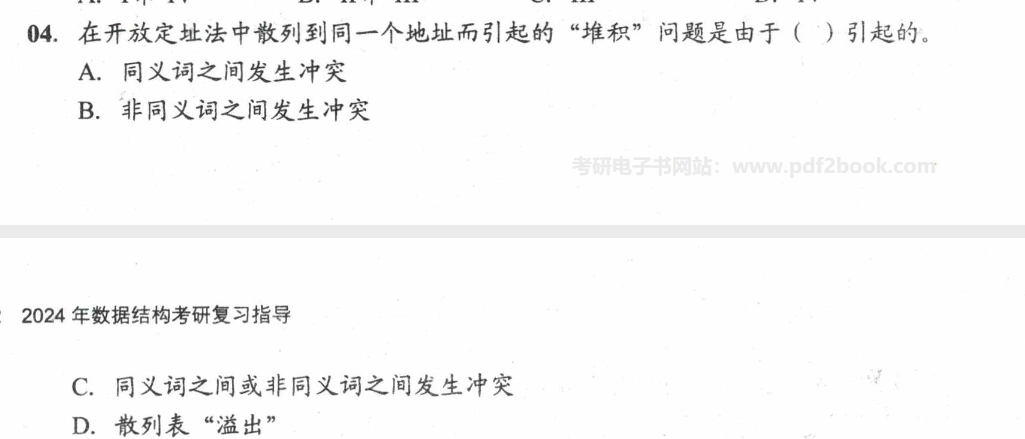 04. 在开放定址法中散列到同一个地址而引起的“堆积”问题是由于（ ）引起的。
A. 同义词之间发生冲突
B. 非同义词之间发生冲突
考研电子书网站：www.pdf2book.com
2024 年数据结构考研复习指导
C. 同义词之间或非同义词之间发生冲突
D. 散列表“溢出”